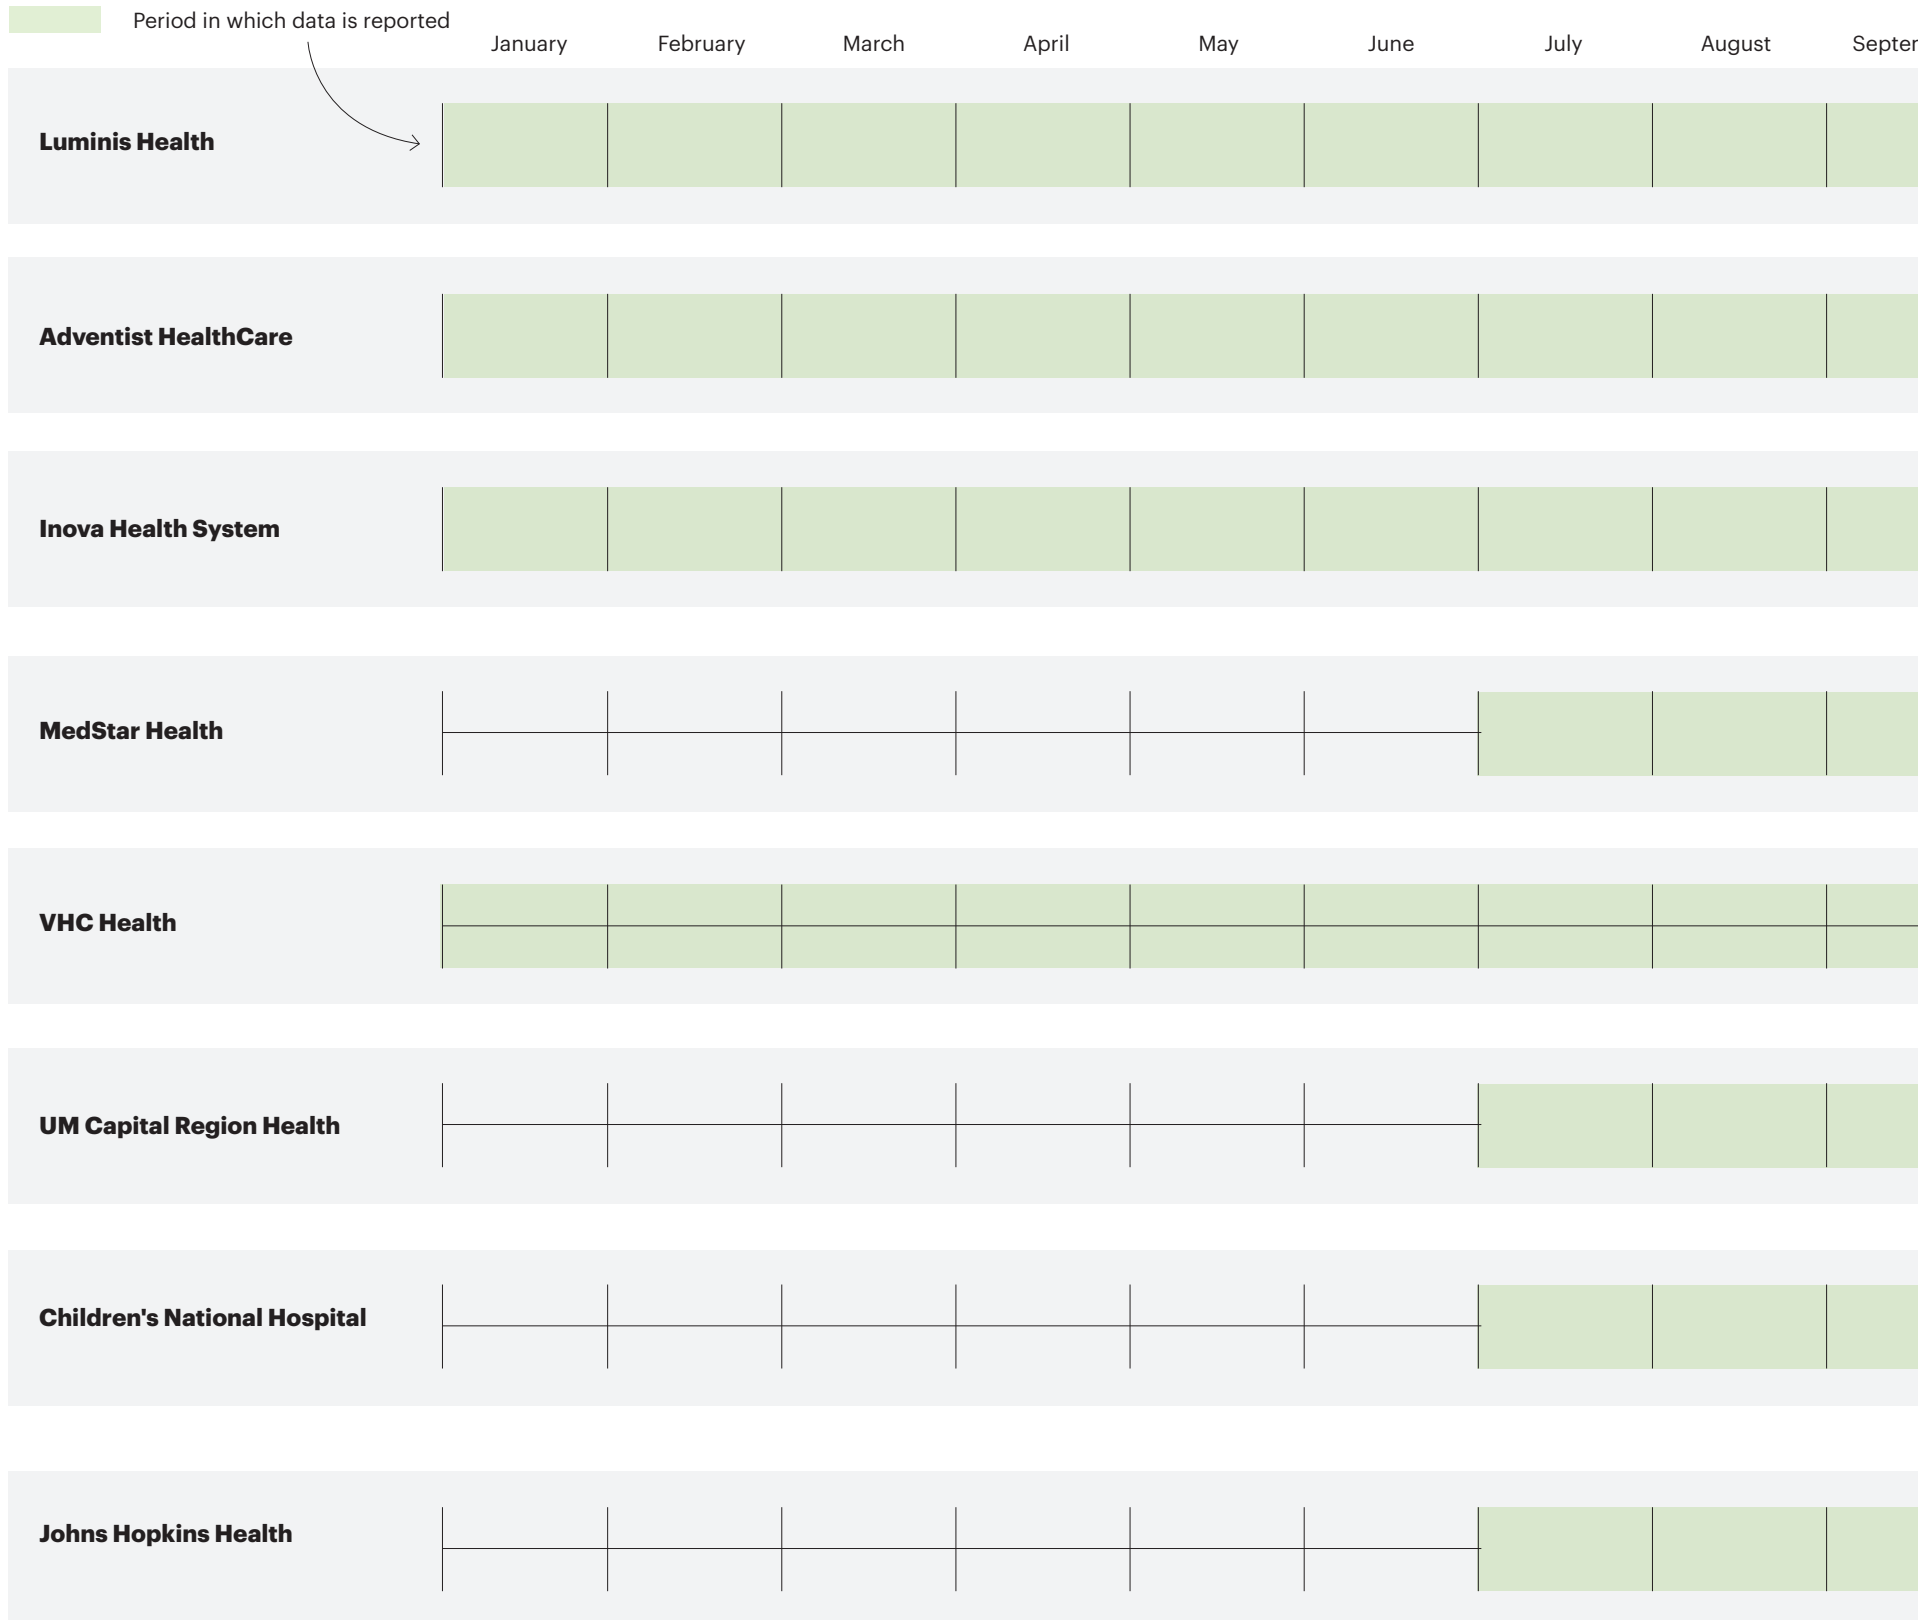 Period in which data is reported
January February March April May June July August Septer
Luminis Health
Adventist HealthCare
Inova Health System
MedStar Health
VHC Health
UM Capital Region Health
Children's National Hospital
Johns Hopkins Health